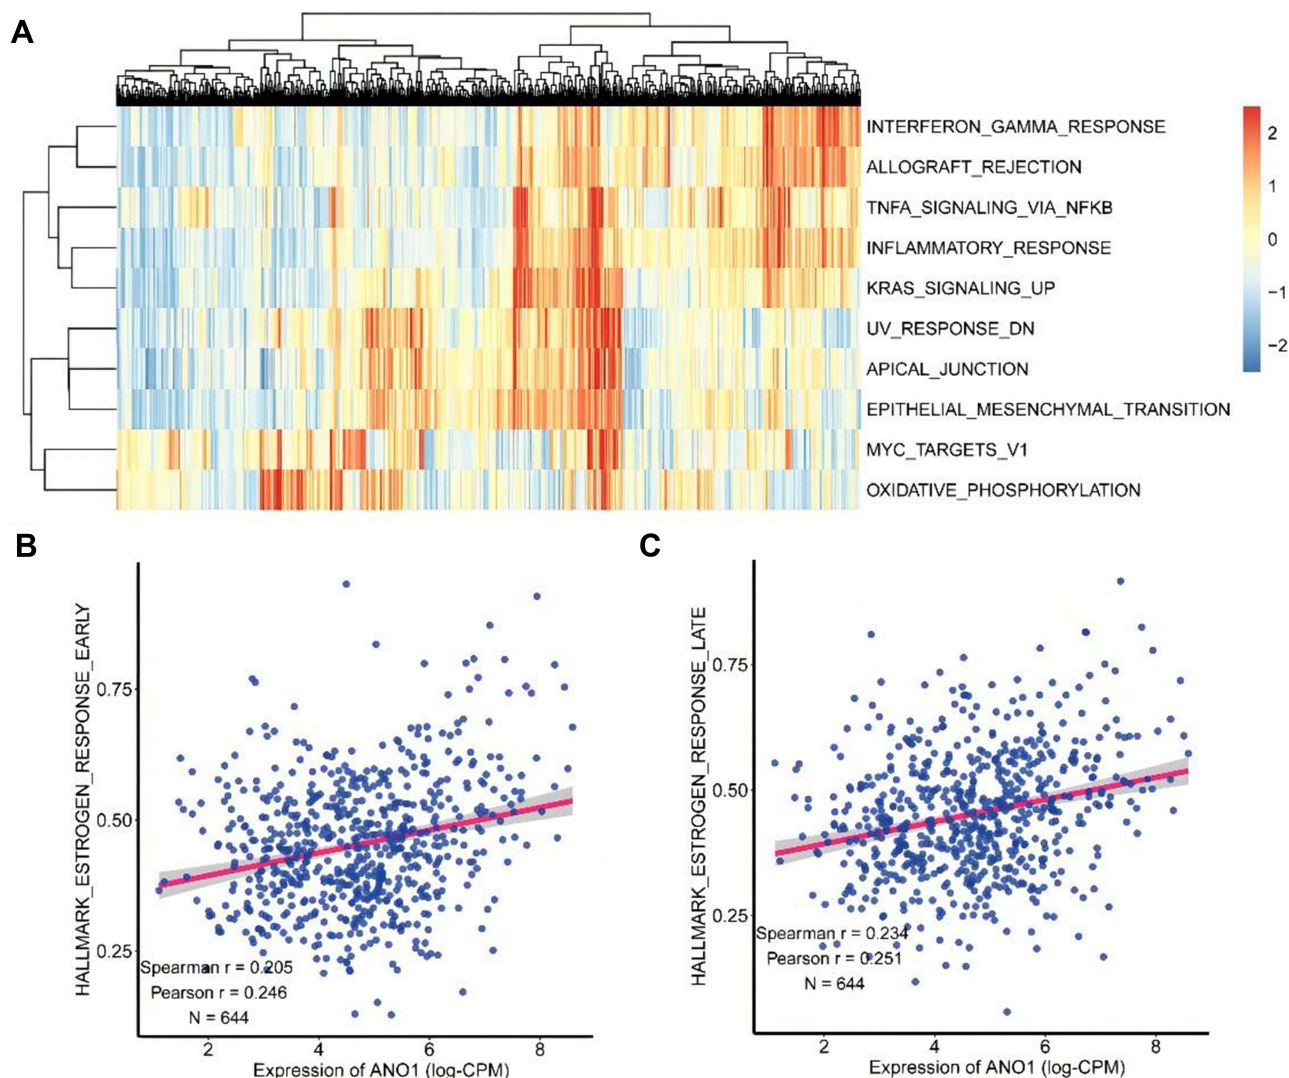 A
INTERFERON_GAMMA_RESPONSE
ALLOGRAFT_REJECTION
TNFA_SIGNALING_VIA_NFKB
INFLAMMATORY_RESPONSE
KRAS_SIGNALING_UP
UV_RESPONSE_DN
APICAL_JUNCTION
EPITHELIAL_MESENCHYMAL_TRANSITION
MYC_TARGETS_V1
OXIDATIVE_PHOSPHORYLATION
2
1
0
−1
−2
B
HALLMARK_ESTROGEN_RESPONSE_EARLY
0.75
0.50
0.25
Spearman r = 0.205
Pearson r = 0.246
N = 644
2 4 6 8
Expression of ANO1 (log-CPM)
C
HALLMARK_ESTROGEN_RESPONSE_LATE
0.75
0.50
0.25
Spearman r = 0.234
Pearson r = 0.251
N = 644
2 4 6 8
Expression of ANO1 (log-CPM)